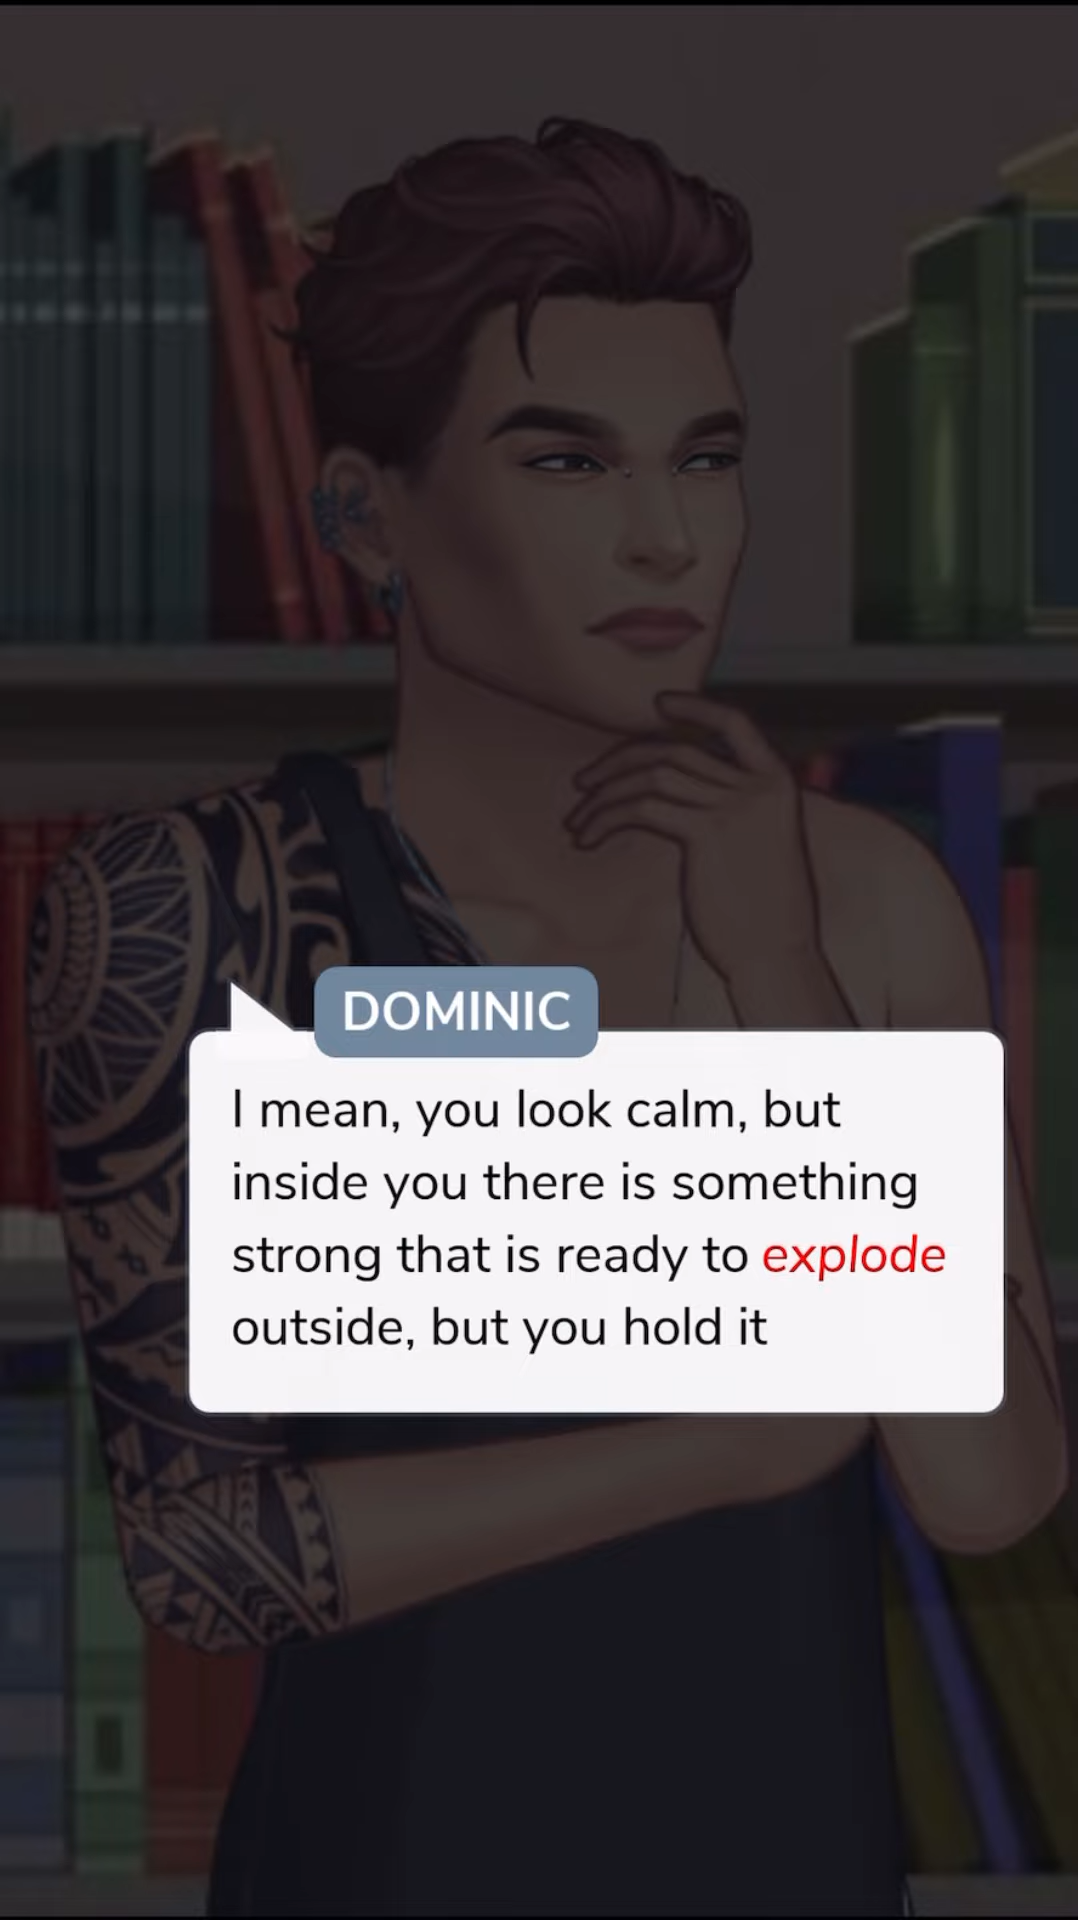 DOMINIC
I mean, you look calm, but
inside you there is something
strong that is ready to explode
outside, but you hold it